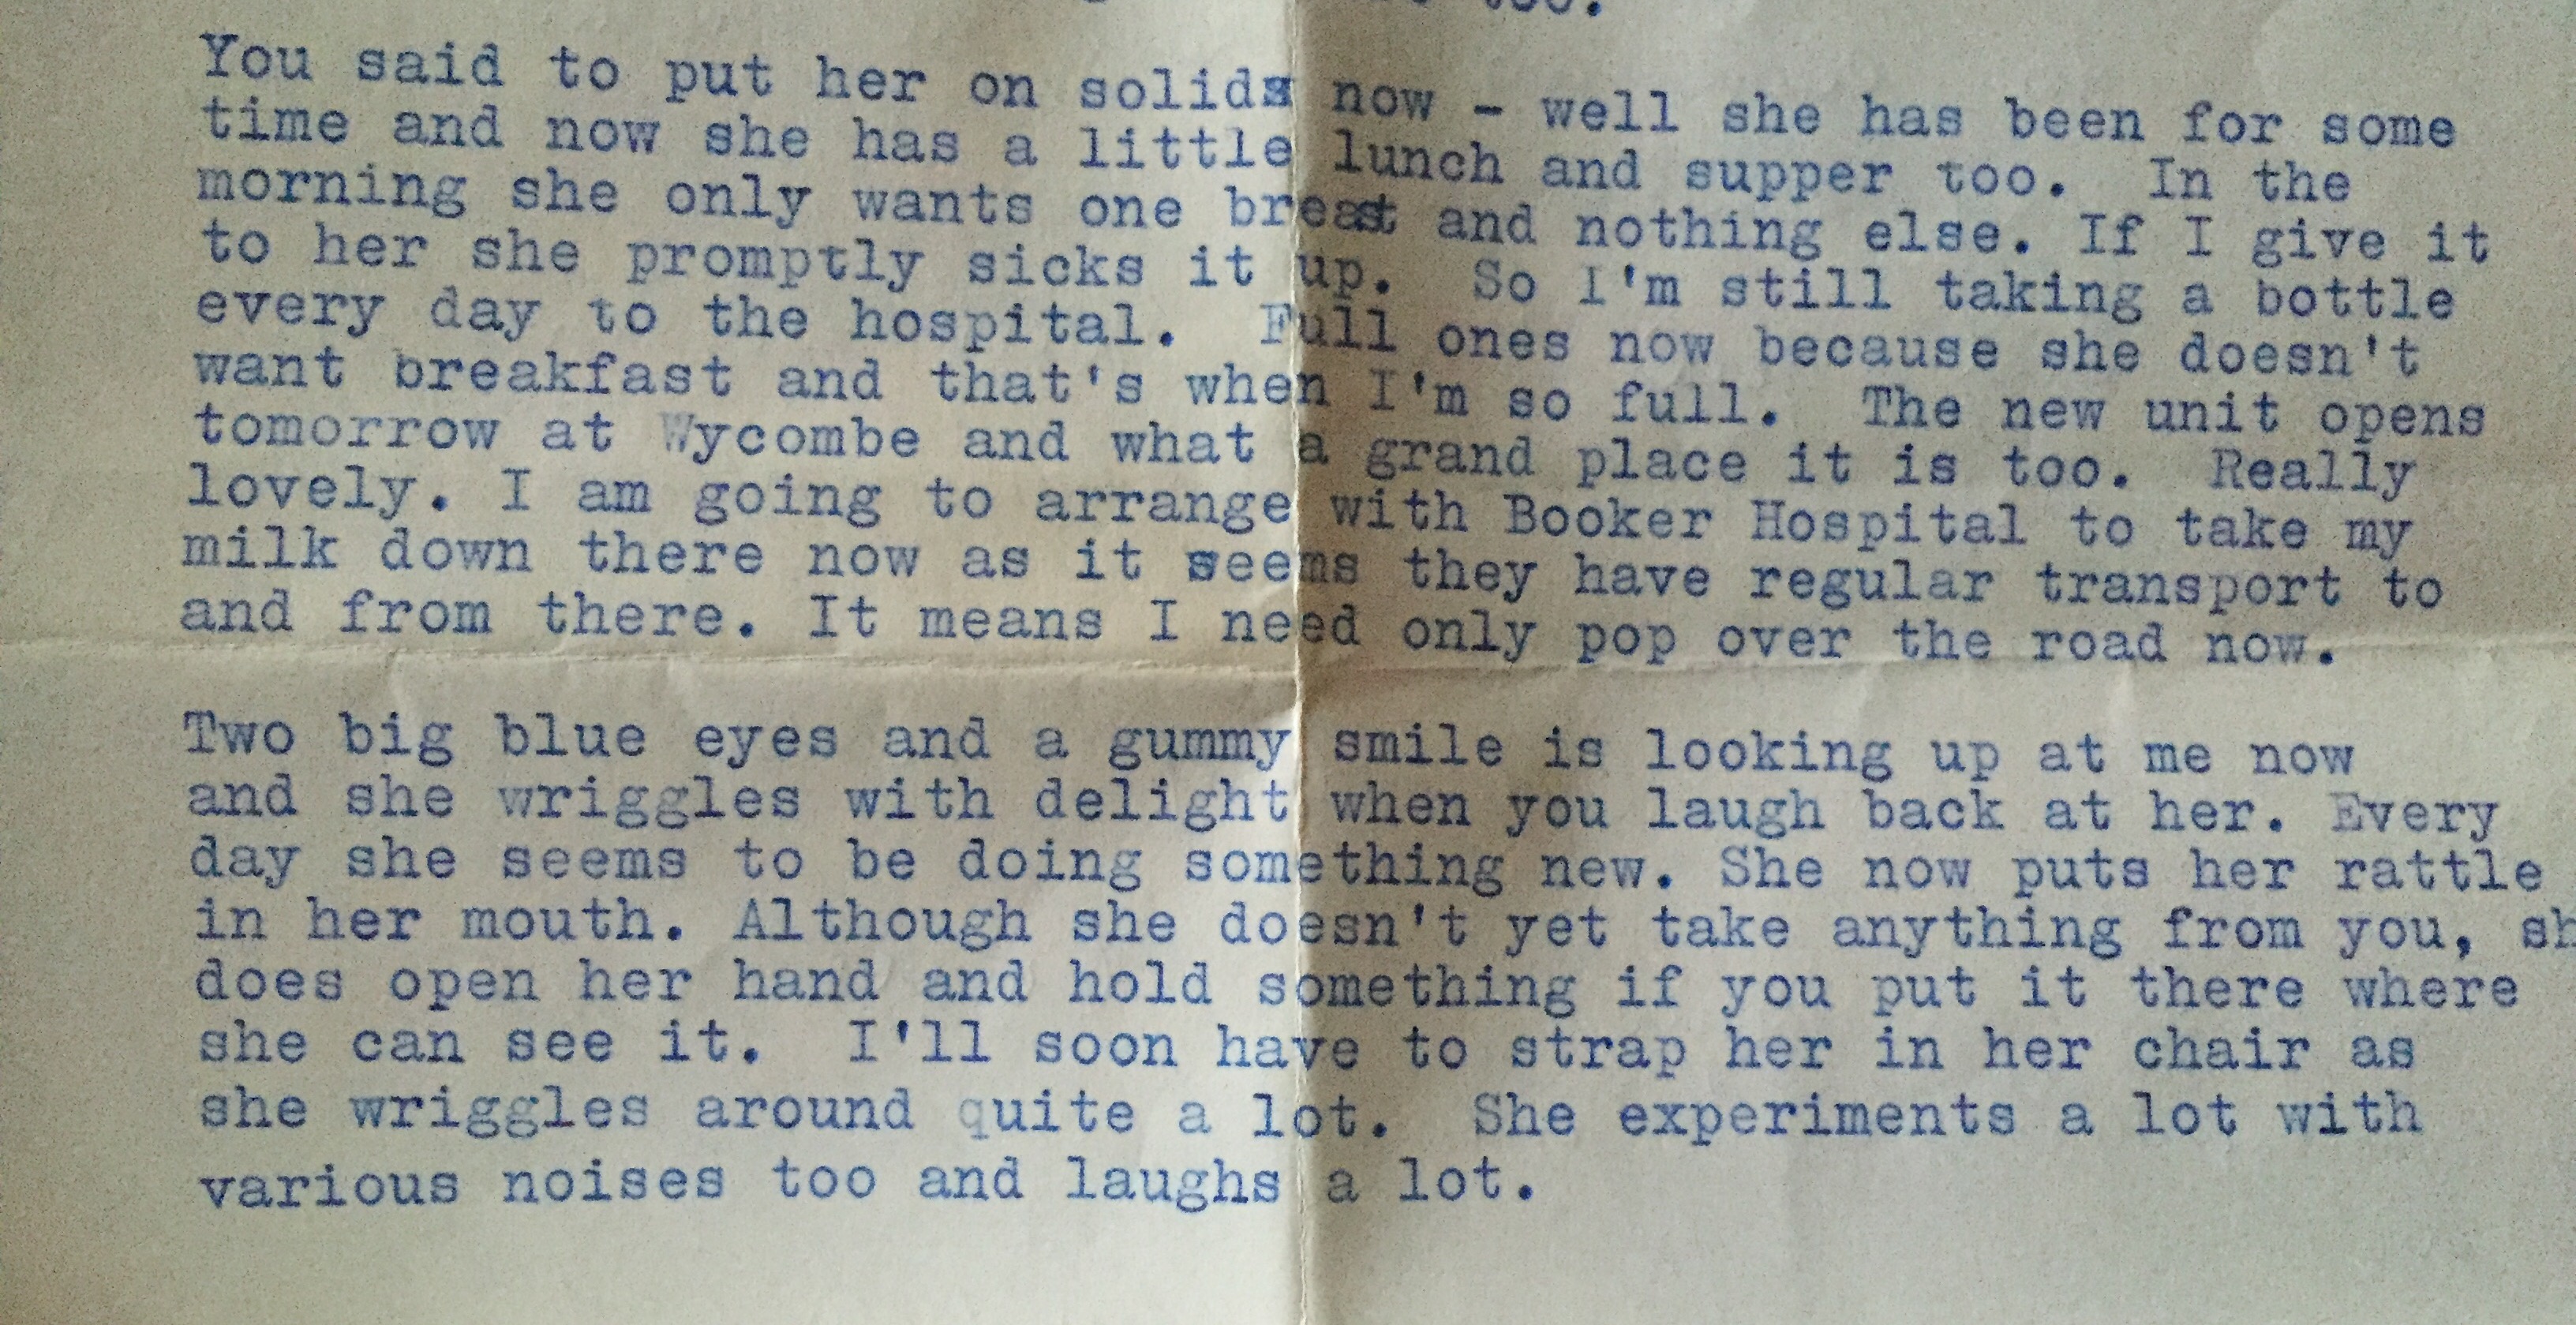 too.
You said to put her on solids now - well she has been for some
time and now she has a little lunch and supper too.  In the
morning she only wants one breast and nothing else. If I give it
to her she promptly sicks it up.  So I'm still taking a bottle
every day to the hospital.  Full ones now because she doesn't
want breakfast and that's when I'm so full.  The new unit opens
tomorrow at Wycombe and what a grand place it is too.  Really
lovely. I am going to arrange with Booker Hospital to take my
milk down there now as it seems they have regular transport to
and from there. It means I need only pop over the road now.
Two big blue eyes and a gummy smile is looking up at me now
and she wriggles with delight when you laugh back at her. Every
day she seems to be doing something new. She now puts her rattle
in her mouth. Although she doesn't yet take anything from you, sh
does open her hand and hold something if you put it there where
she can see it.  I'll soon have to strap her in her chair as
she wriggles around quite a lot.  She experiments a lot with
various noises too and laughs a lot.